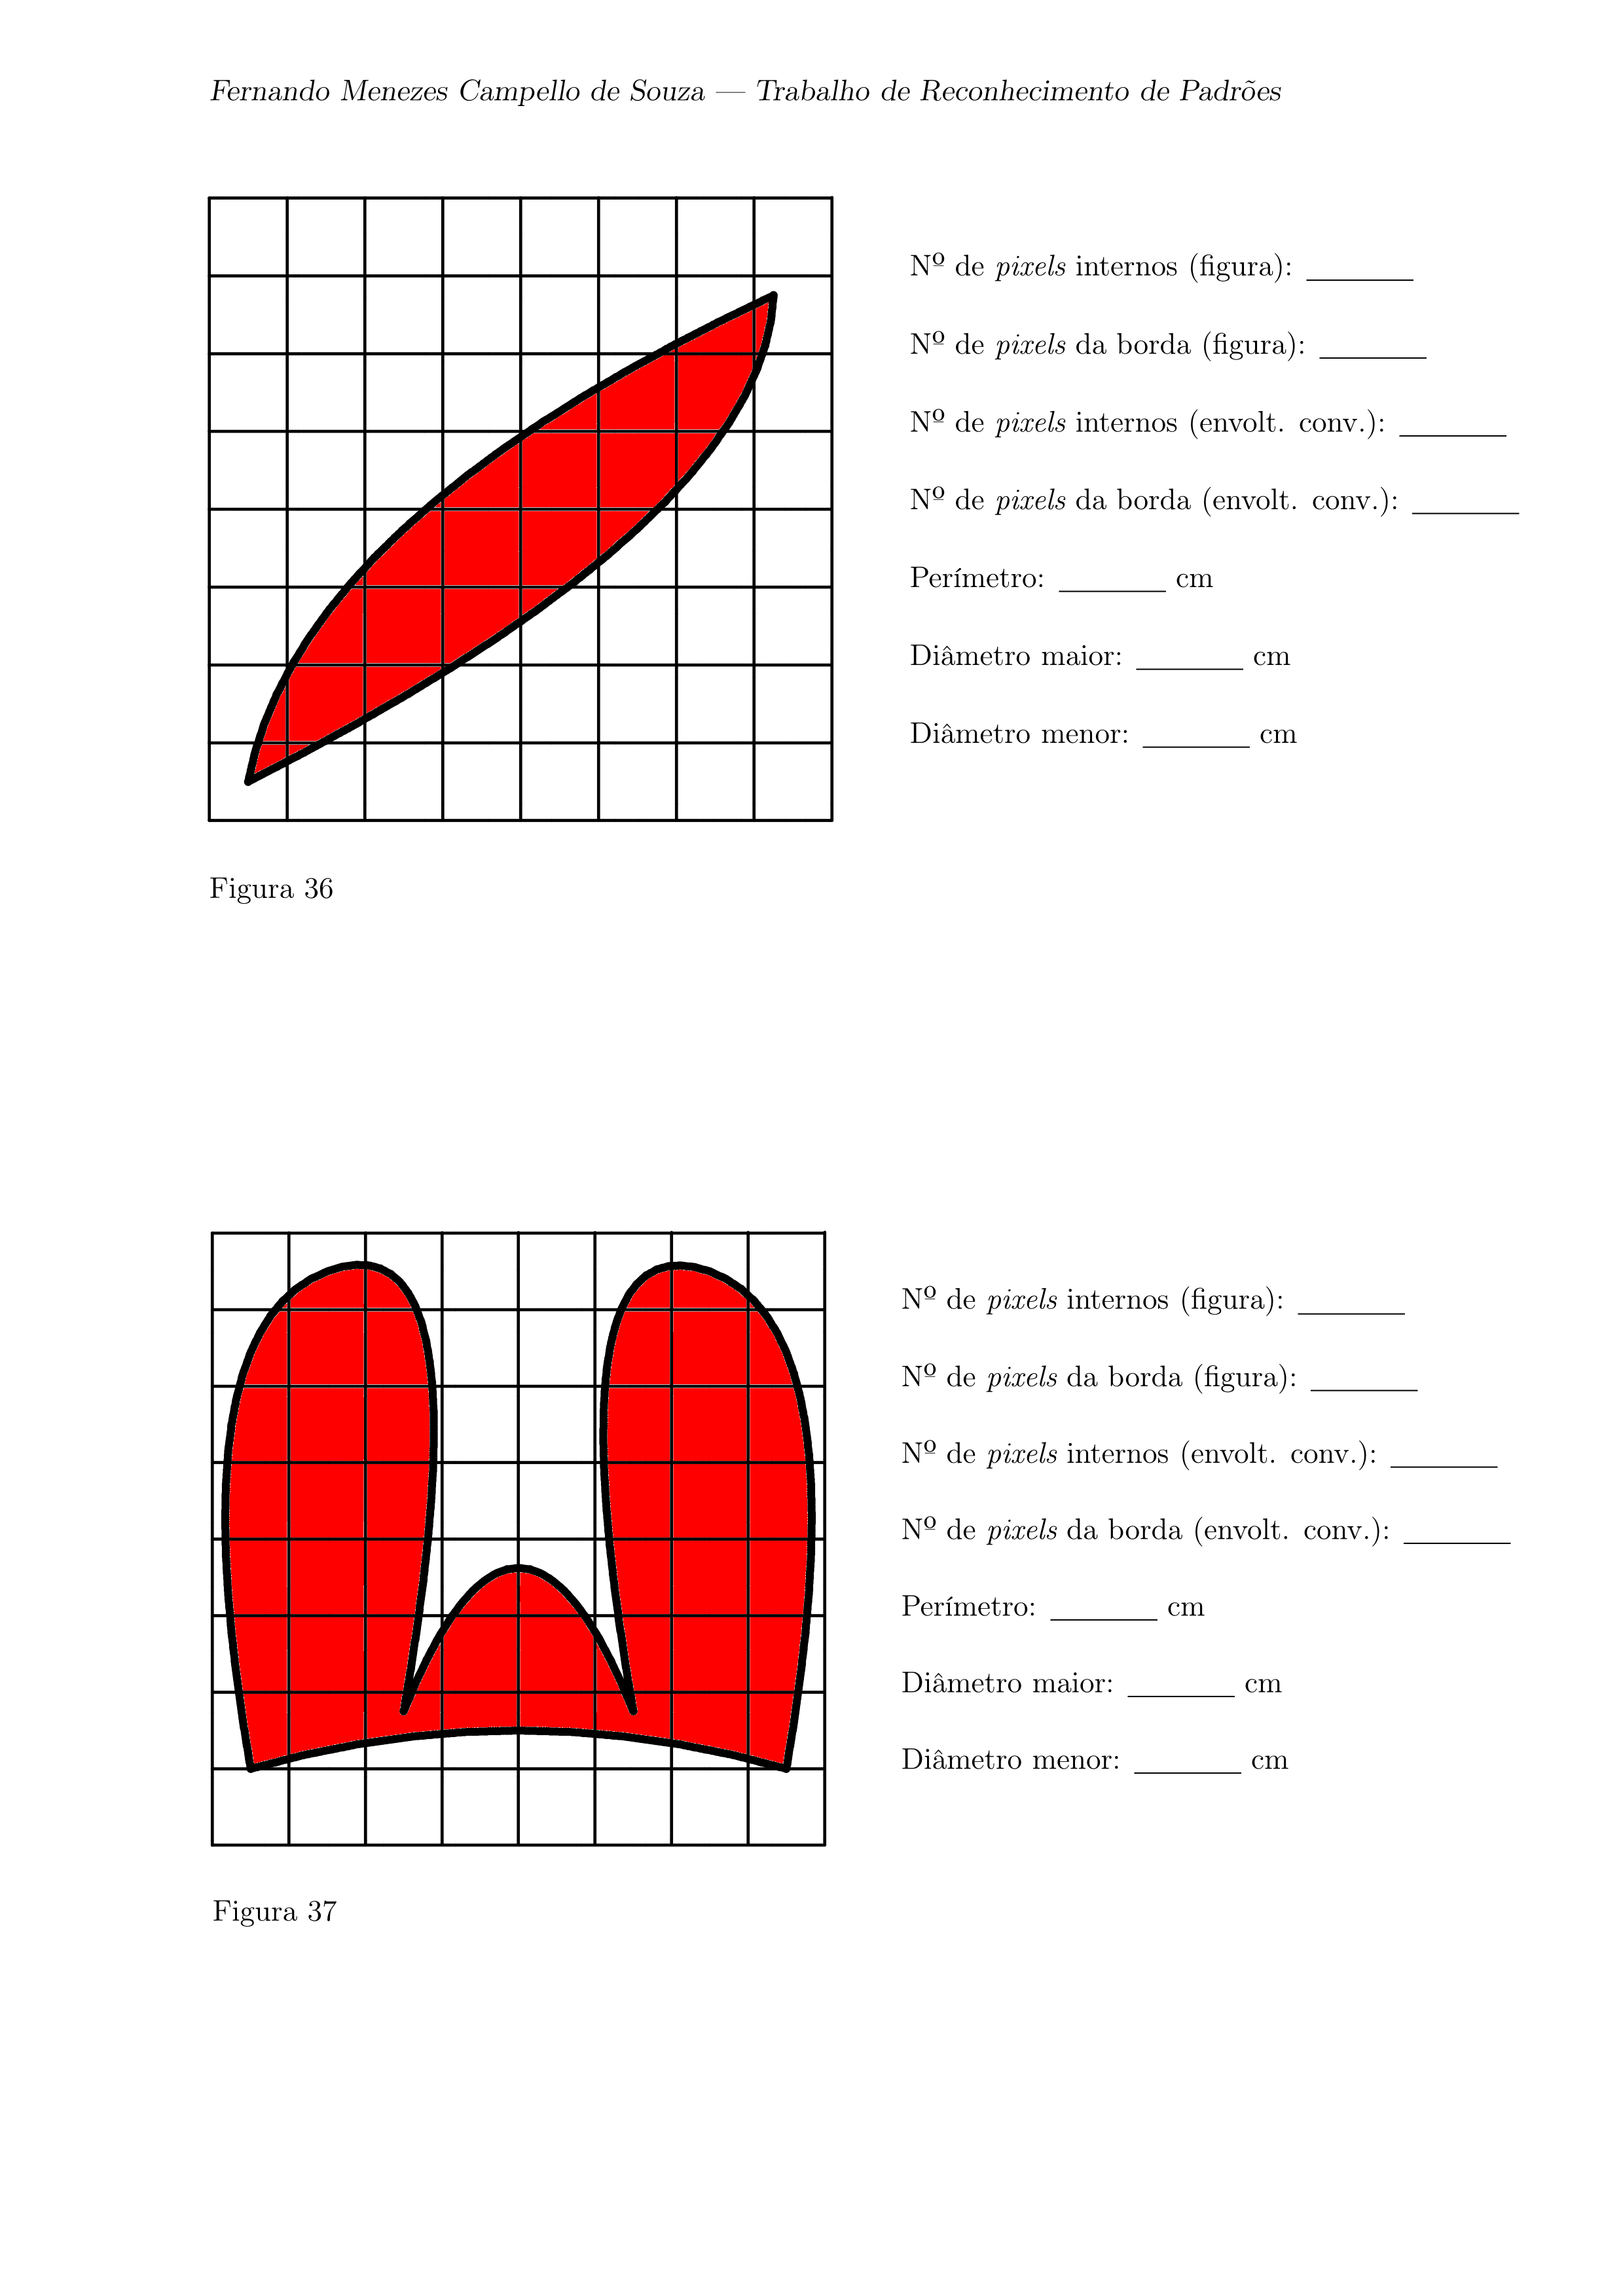 Fernando Menezes Campello de Souza — Trabalho de Reconhecimento de Padrões
Nº de pixels internos (figura): _______
Nº de pixels da borda (figura): _______
Nº de pixels internos (envolt. conv.): _______
Nº de pixels da borda (envolt. conv.): _______
Perímetro: _______ cm
Diâmetro maior: _______ cm
Diâmetro menor: _______ cm
Figura 36
Nº de pixels internos (figura): _______
Nº de pixels da borda (figura): _______
Nº de pixels internos (envolt. conv.): _______
Nº de pixels da borda (envolt. conv.): _______
Perímetro: _______ cm
Diâmetro maior: _______ cm
Diâmetro menor: _______ cm
Figura 37